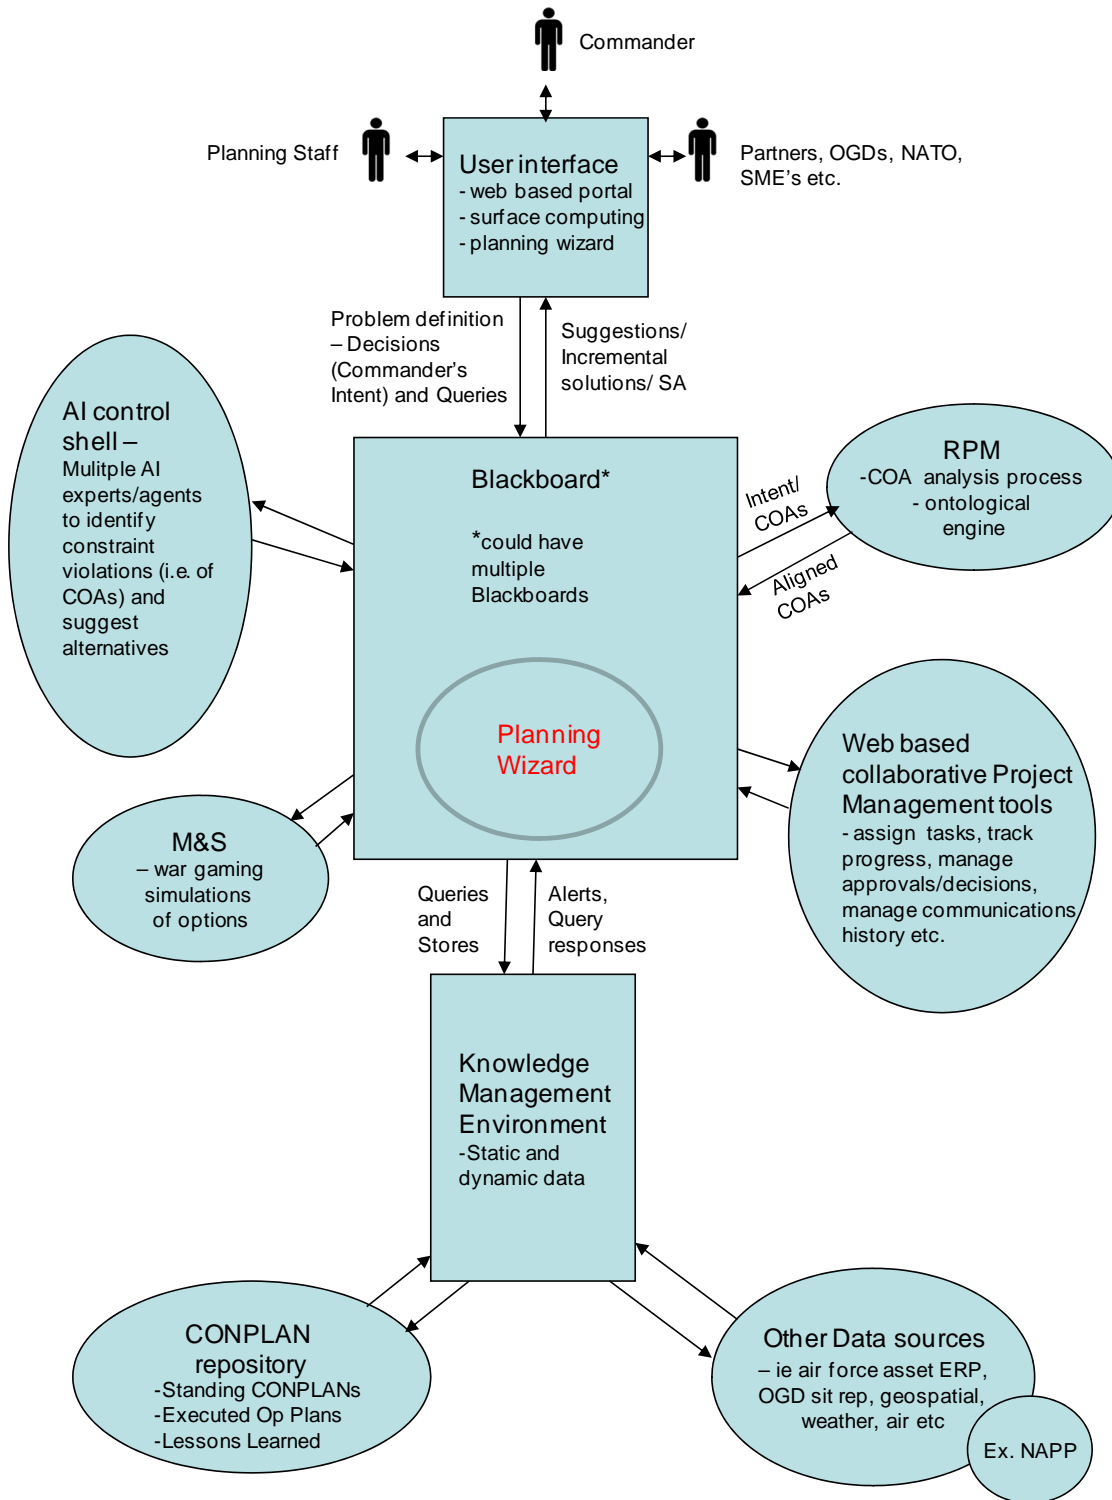 Commander
Planning Staff
Partners, OGDs, NATO,
SME's etc.
User interface
- web based portal
- surface computing
- planning wizard
Problem definition
– Decisions
(Commander's
Intent) and Queries
Suggestions/
Incremental
solutions/ SA
AI control
shell –
Mulitple AI
experts/agents
to identify
constraint
violations (i.e. of
COAs) and
suggest
alternatives
Blackboard*
*could have
multiple
Blackboards
Planning
Wizard
Intent/
COAs
Aligned
COAs
RPM
-COA analysis process
- ontological
engine
Web based
collaborative Project
Management tools
- assign tasks, track
progress, manage
approvals/decisions,
manage communications
history etc.
M&S
– war gaming
simulations
of options
Queries
and
Stores
Alerts,
Query
responses
Knowledge
Management
Environment
-Static and
dynamic data
CONPLAN
repository
-Standing CONPLANs
-Executed Op Plans
-Lessons Learned
Other Data sources
– ie air force asset ERP,
OGD sit rep, geospatial,
weather, air etc
Ex. NAPP